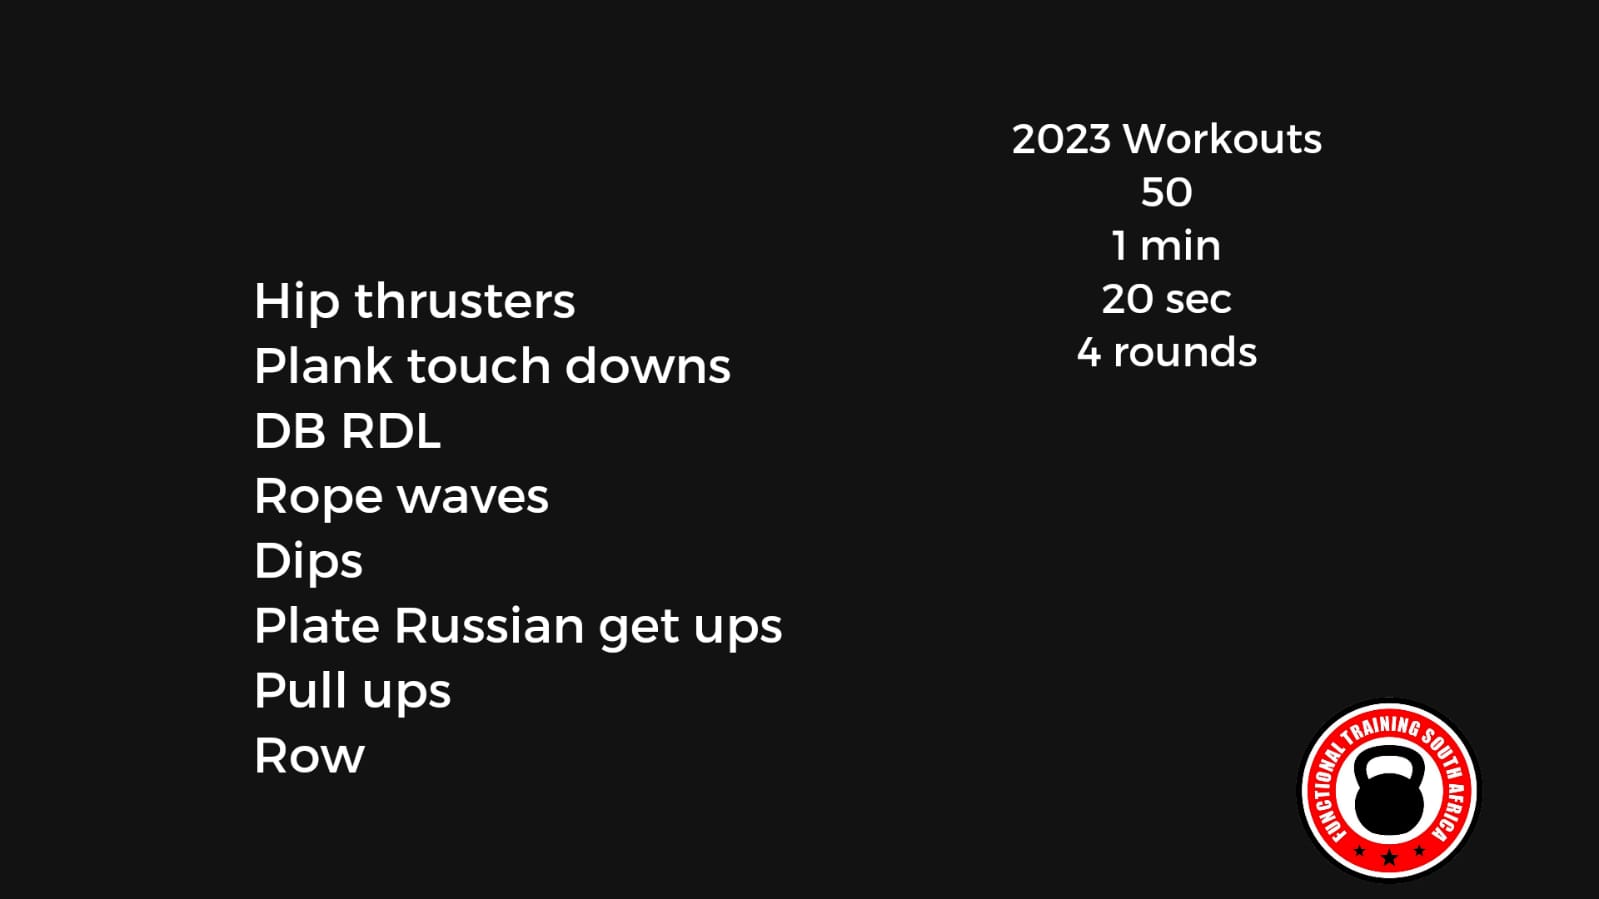 2023 Workouts
50
1 min
20 sec
4 rounds
Hip thrusters
Plank touch downs
DB RDL
Rope waves
Dips
Plate Russian get ups
Pull ups
Row
FUNCTIONAL TRAINING SOUTH AFRICA